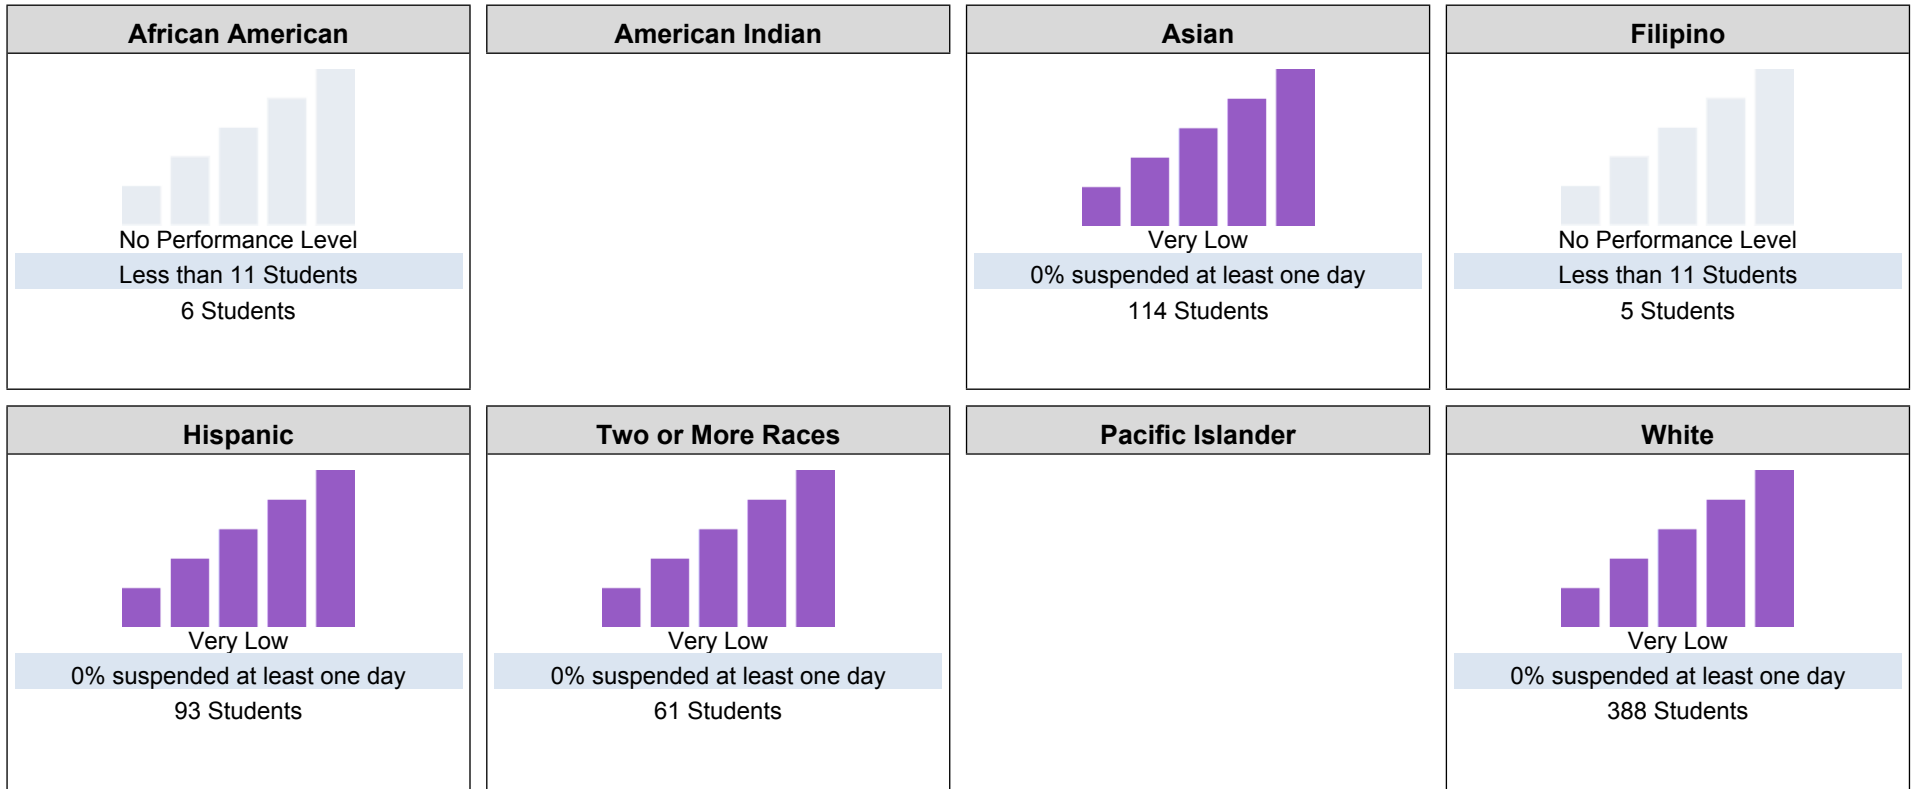 African American
No Performance Level
Less than 11 Students
6 Students
American Indian
Asian
Very Low
0% suspended at least one day
114 Students
Filipino
No Performance Level
Less than 11 Students
5 Students
Hispanic
Very Low
0% suspended at least one day
93 Students
Two or More Races
Very Low
0% suspended at least one day
61 Students
Pacific Islander
White
Very Low
0% suspended at least one day
388 Students